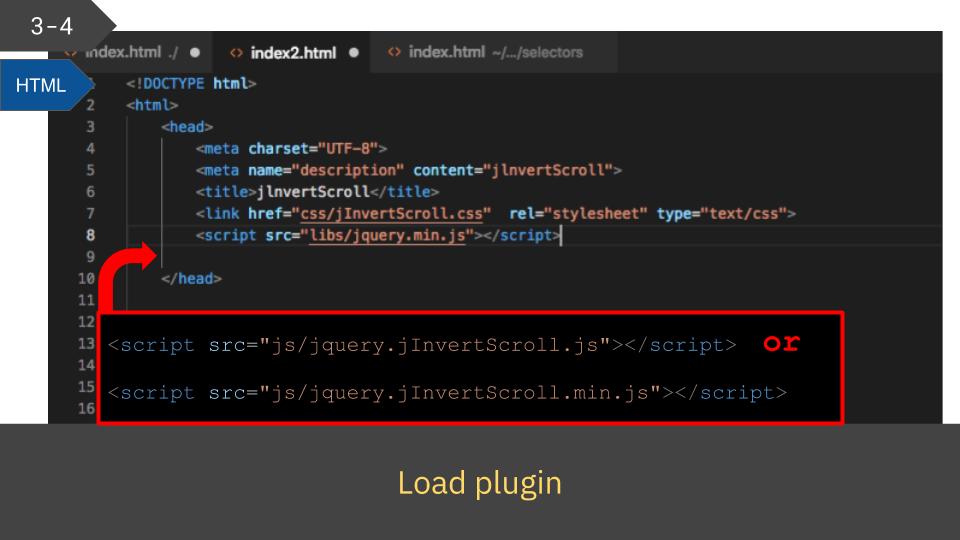 3-4
index.html ./
index2.html
index.html ~/.../selectors
HTML
<!DOCTYPE html>
2 <html>
3 <head>
4 <meta charset="UTF-8">
5 <meta name="description" content="jlnvertScroll">
6 <title>jlnvertScroll</title>
7 <link href="css/jInvertScroll.css"  rel="stylesheet" type="text/css">
8 <script src="libs/jquery.min.js"></script>
9
10 </head>
11
12
13
14
15
16
<script src="js/jquery.jInvertScroll.js"></script> or
<script src="js/jquery.jInvertScroll.min.js"></script>
Load plugin